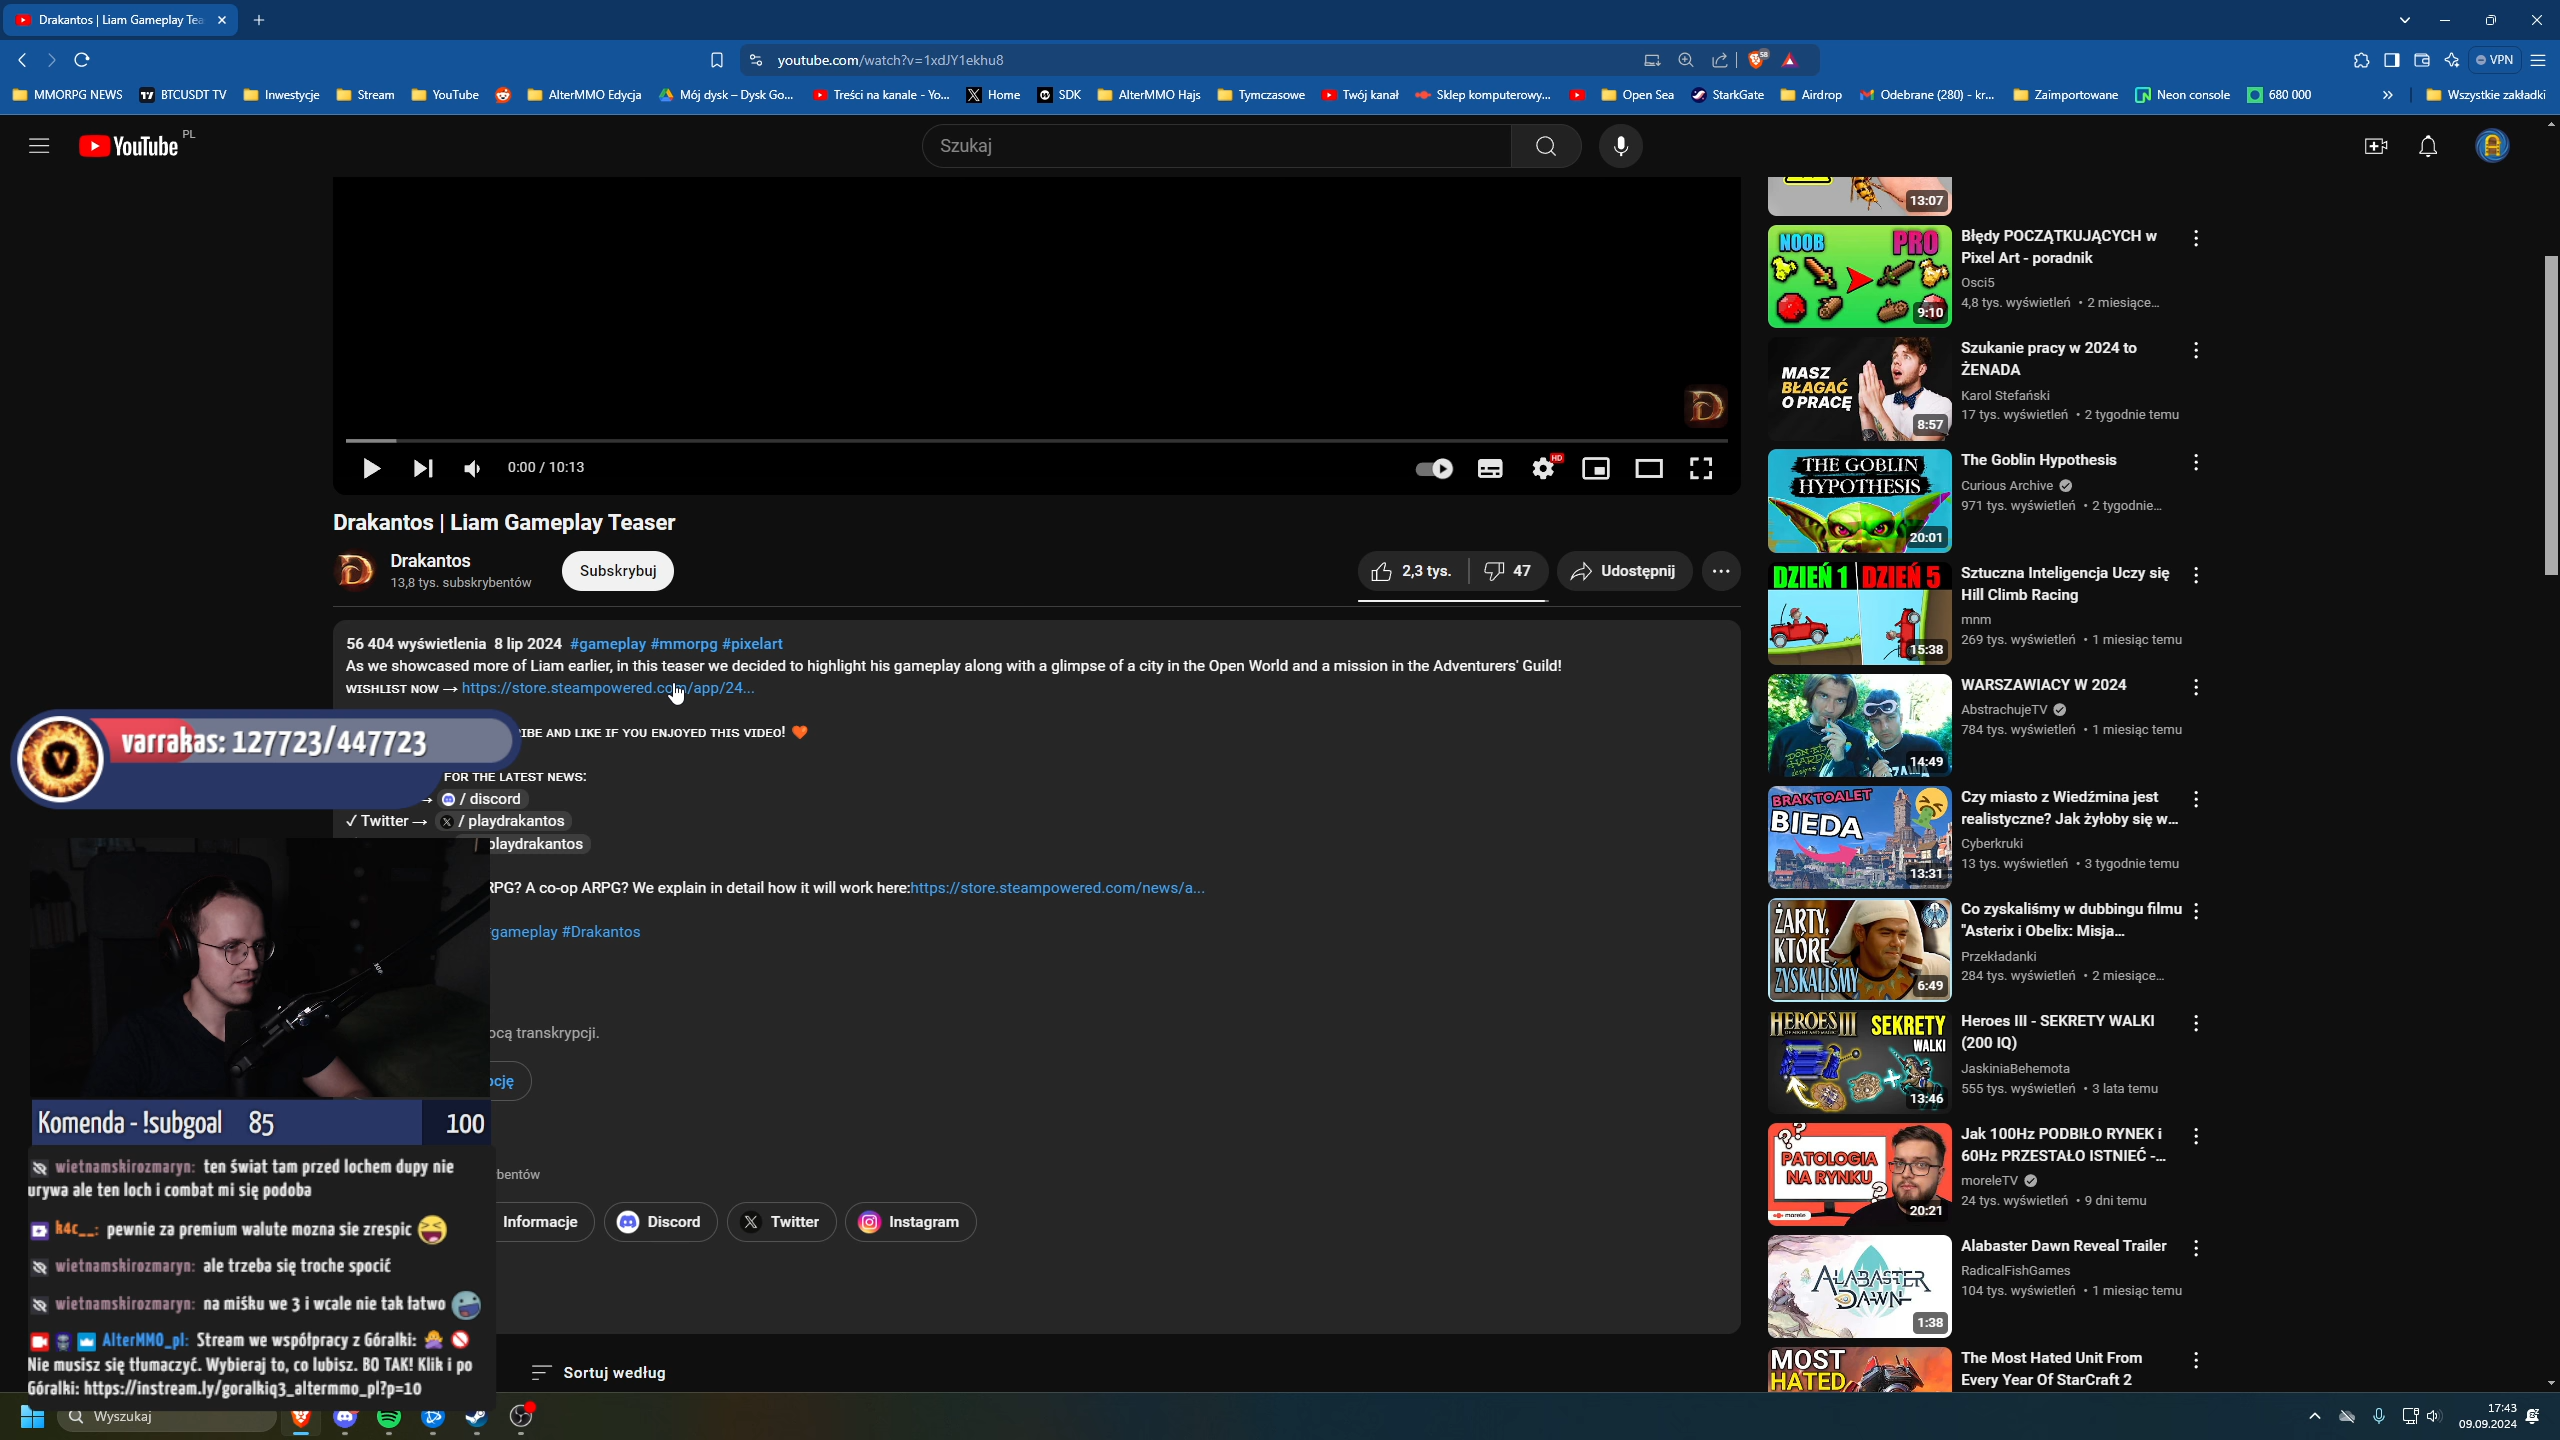 Drakantos | Liam Gameplay Tea
youtube.com/watch?v=1xdJY1ekhu8
VPN
MMORPG NEWS
BTCUSDT TV
Inwestycje
Stream
YouTube
AlterMMO Edycja
Mój dysk – Dysk Go...
Treści na kanale - Yo...
Home
SDK
AlterMMO Hajs
Tymczasowe
Twój kanał
Sklep komputerowy...
Open Sea
StarkGate
Airdrop
Odebrane (280) - kr...
Zaimportowane
Neon console
680 000
Wszystkie zakładki
YouTube PL
Szukaj
0:00 / 10:13
HD
Drakantos | Liam Gameplay Teaser
Drakantos
13,8 tys. subskrybentów
Subskrybuj
2,3 tys.
47
Udostępnij
56 404 wyświetlenia 8 lip 2024 #gameplay #mmorpg #pixelart
As we showcased more of Liam earlier, in this teaser we decided to highlight his gameplay along with a glimpse of a city in the Open World and a mission in the Adventurers' Guild!
WISHLIST NOW → https://store.steampowered.com/app/24...
IBE AND LIKE IF YOU ENJOYED THIS VIDEO! 🧡
FOR THE LATEST NEWS:
→ / discord
✓ Twitter → / playdrakantos
playdrakantos
RPG? A co-op ARPG? We explain in detail how it will work here:https://store.steampowered.com/news/a...
gameplay #Drakantos
ocą transkrypcji.
pcję
bentów
Informacje
Discord
Twitter
Instagram
Sortuj według
varrakas: 127723/447723
Komenda - !subgoal 85 100
wietnamskirozmaryn: ten świat tam przed lochem dupy nie
urywa ale ten loch i combat mi się podoba
k4c__: pewnie za premium walute mozna sie zrespic
wietnamskirozmaryn: ale trzeba się troche spocić
wietnamskirozmaryn: na miśku we 3 i wcale nie tak łatwo
AlterMMO_pl: Stream we współpracy z Góralki:
Nie musisz się tłumaczyć. Wybieraj to, co lubisz. BO TAK! Klik i po
Góralki: https://instream.ly/goralkiq3_altermmo_pl?p=10
13:07
NOOB PRO
9:10
Błędy POCZĄTKUJĄCYCH w
Pixel Art - poradnik
Osci5
4,8 tys. wyświetleń • 2 miesiące...
MASZ
BŁAGAĆ
O PRACĘ
8:57
Szukanie pracy w 2024 to
ŻENADA
Karol Stefański
17 tys. wyświetleń • 2 tygodnie temu
THE GOBLIN
HYPOTHESIS
20:01
The Goblin Hypothesis
Curious Archive
971 tys. wyświetleń • 2 tygodnie...
DZIEŃ 1 DZIEŃ 5
15:38
Sztuczna Inteligencja Uczy się
Hill Climb Racing
mnm
269 tys. wyświetleń • 1 miesiąc temu
14:49
WARSZAWIACY W 2024
AbstrachujeTV
784 tys. wyświetleń • 1 miesiąc temu
BRAK TOALET
BIEDA
13:31
Czy miasto z Wiedźmina jest
realistyczne? Jak żyłoby się w...
Cyberkruki
13 tys. wyświetleń • 3 tygodnie temu
ŻARTY,
KTÓRE
ZYSKALIŚMY
6:49
Co zyskaliśmy w dubbingu filmu
"Asterix i Obelix: Misja...
Przekładanki
284 tys. wyświetleń • 2 miesiące...
HEROES III SEKRETY
WALKI
13:46
Heroes III - SEKRETY WALKI
(200 IQ)
JaskiniaBehemota
555 tys. wyświetleń • 3 lata temu
??
PATOLOGIA
NA RYNKU
?
morele
20:21
Jak 100Hz PODBIŁO RYNEK i
60Hz PRZESTAŁO ISTNIEĆ -...
moreleTV
24 tys. wyświetleń • 9 dni temu
ALABASTER
DAWN
1:38
Alabaster Dawn Reveal Trailer
RadicalFishGames
104 tys. wyświetleń • 1 miesiąc temu
MOST
HATED
The Most Hated Unit From
Every Year Of StarCraft 2
Wyszukaj
17:43
09.09.2024